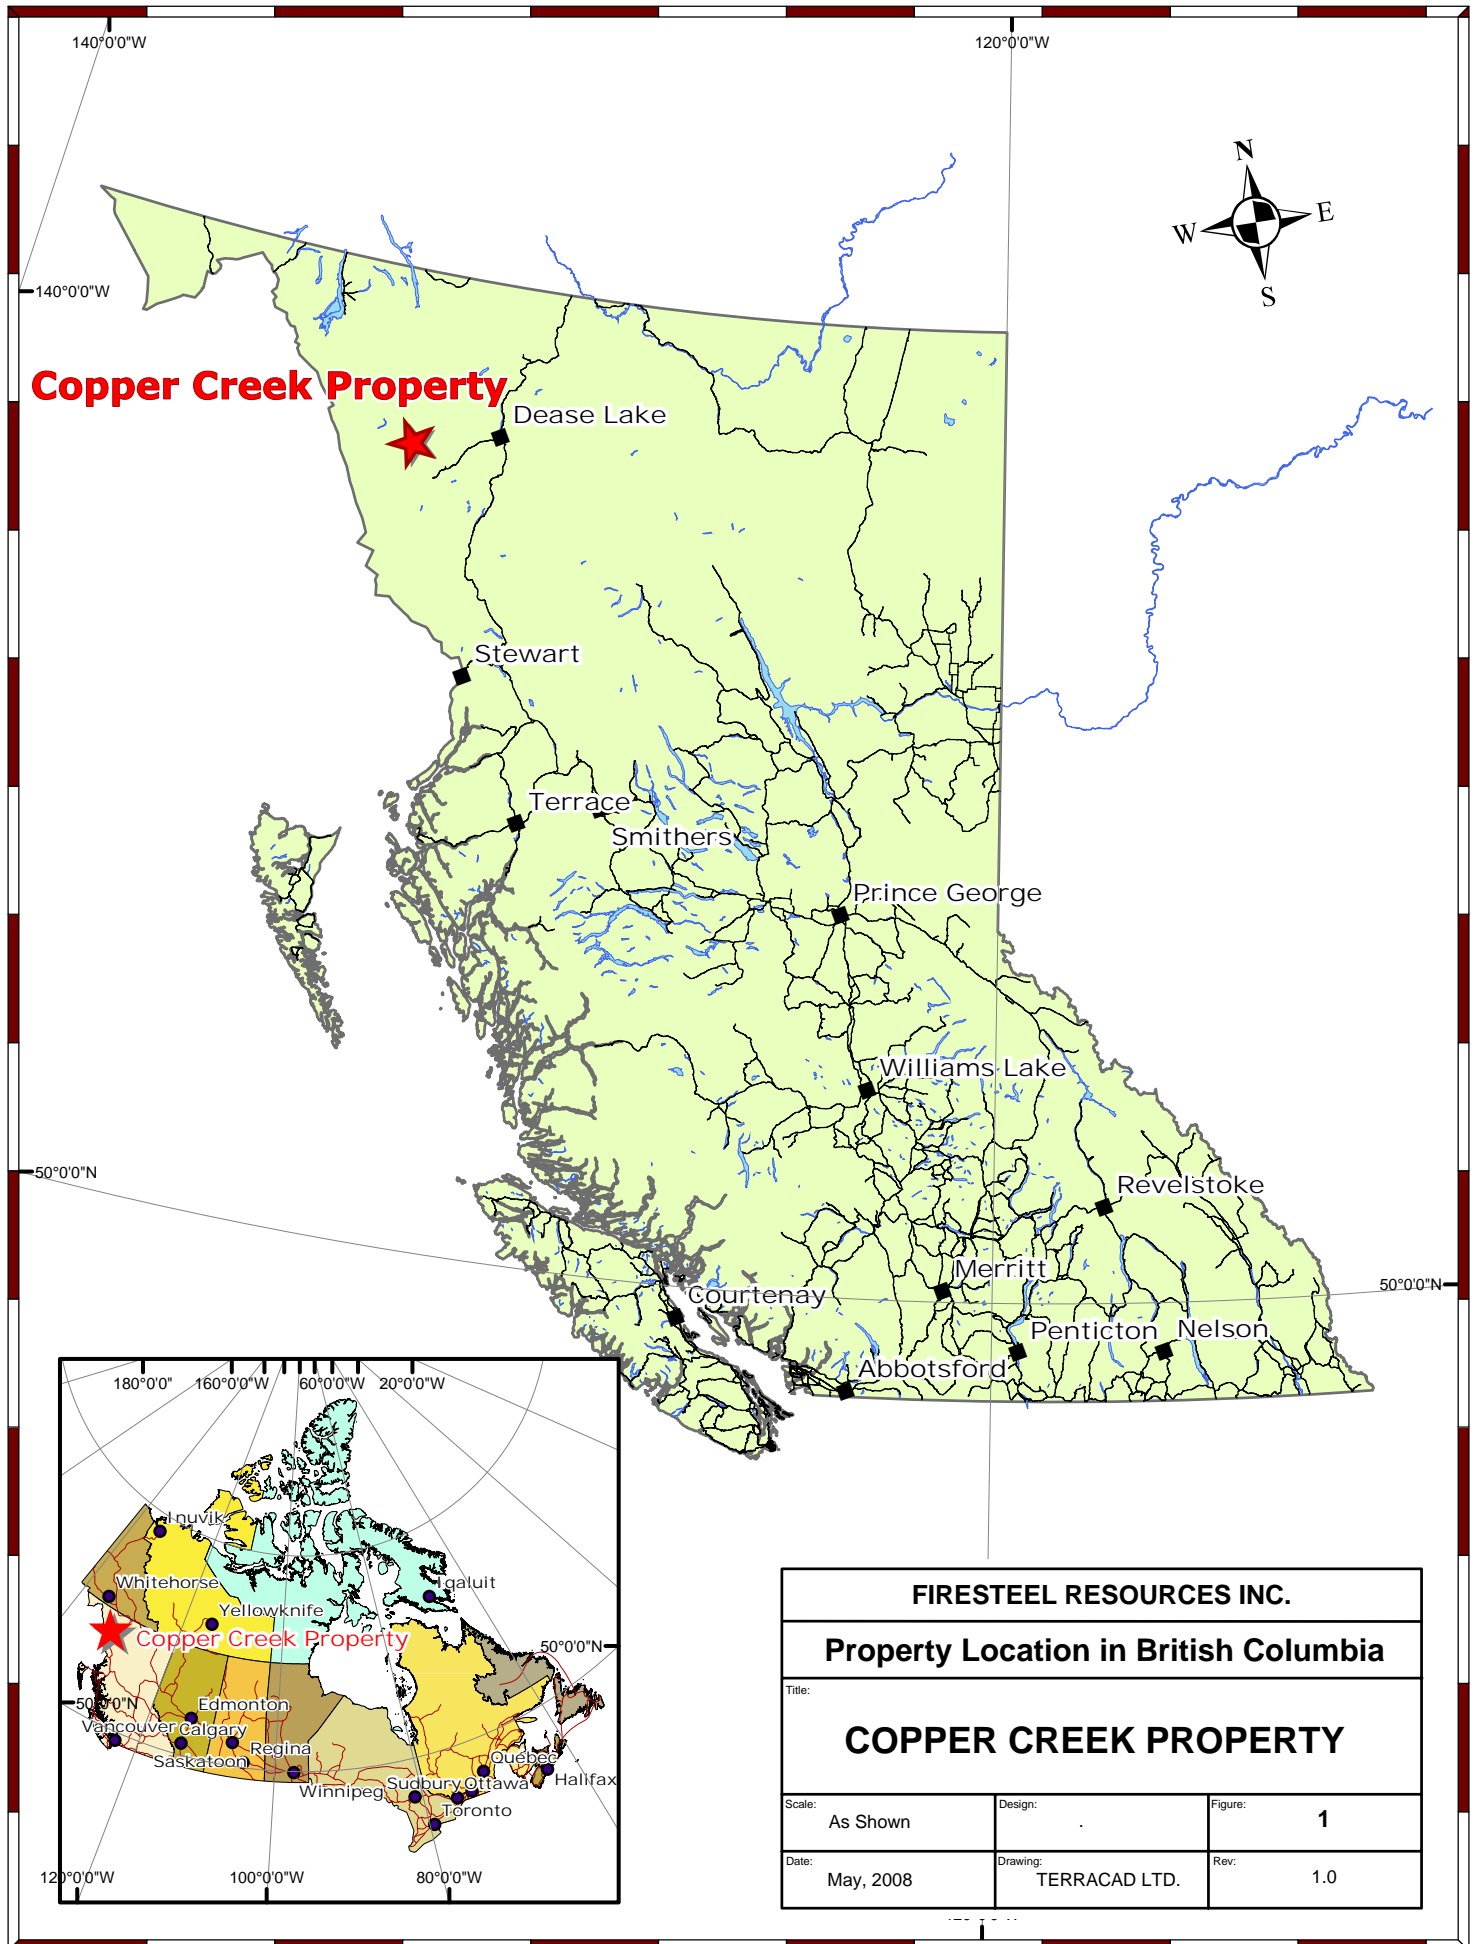 140°0'0"W
120°0'0"W
N
W
E
S
140°0'0"W
Copper Creek Property
Dease Lake
Stewart
Terrace
Smithers
Prince George
Williams Lake
50°0'0"N
Revelstoke
Merritt
50°0'0"N
Courtenay
Penticton
Nelson
Abbotsford
180°0'0"
160°0'0"W
60°0'0"W
20°0'0"W
Inuvik
Whitehorse
Iqaluit
Yellowknife
Copper Creek Property
50°0'0"N
50°0'0"N
Edmonton
Vancouver
Calgary
Saskatoon
Regina
Québec
Winnipeg
Sudbury
Ottawa
Halifax
Toronto
120°0'0"W
100°0'0"W
80°0'0"W
FIRESTEEL RESOURCES INC.
Property Location in British Columbia
Title:
COPPER CREEK PROPERTY
Scale:
As Shown
Design:
.
Figure:
1
Date:
May, 2008
Drawing:
TERRACAD LTD.
Rev:
1.0